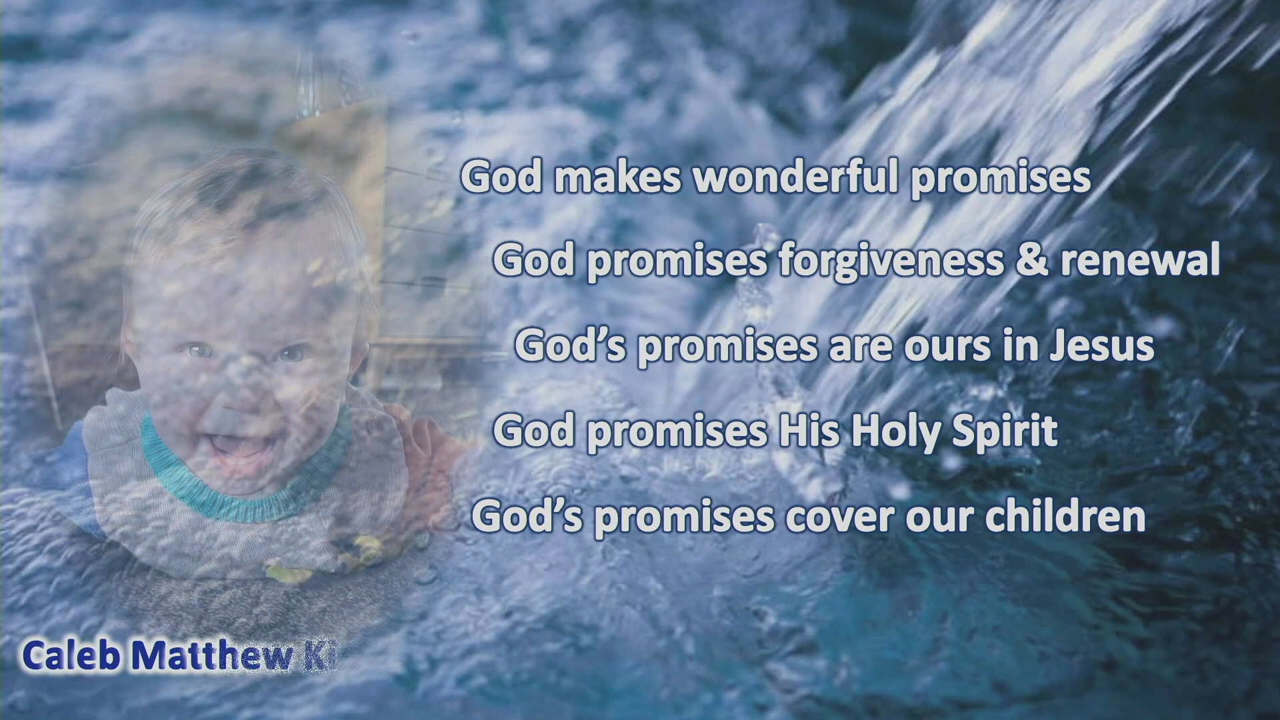 God makes wonderful promises
God promises forgiveness & renewal
God's promises are ours in Jesus
God promises His Holy Spirit
God's promises cover our children
Caleb Matthew